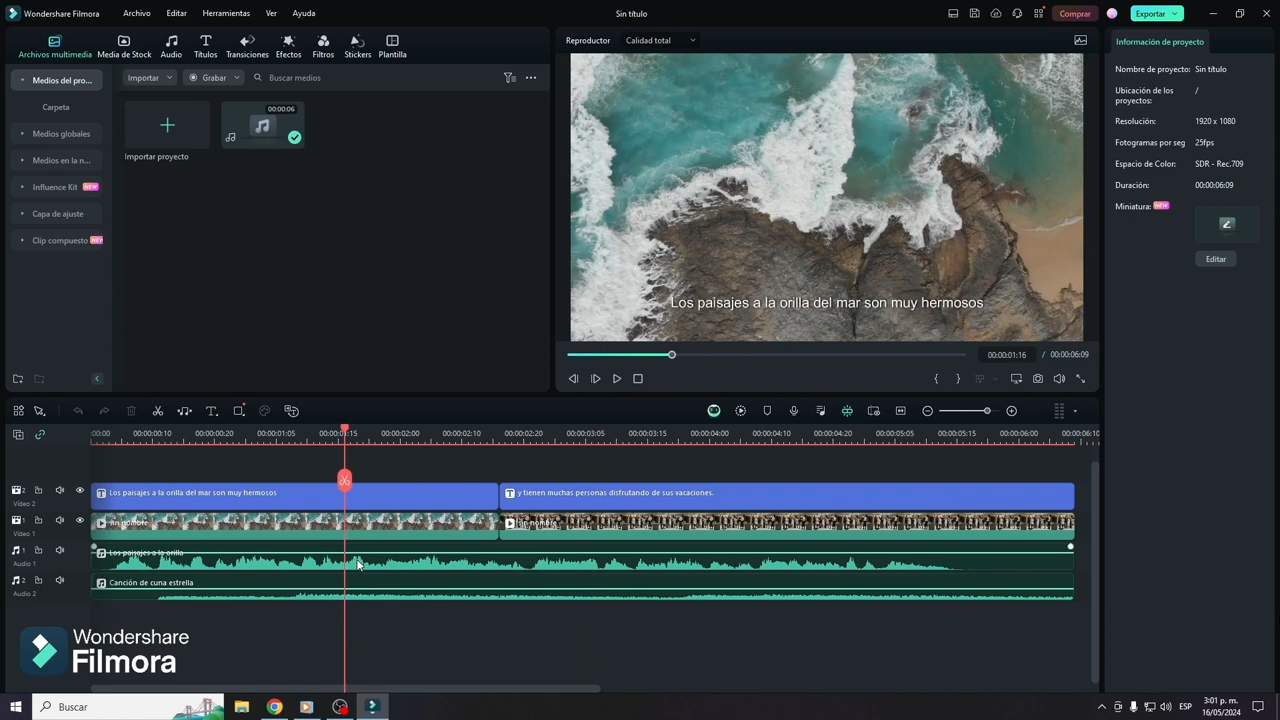 Wondershare Filmora
Archivo
Editar
Herramientas
Ver
Ayuda
Sin título
Comprar
Exportar
Archivos multimedia
Media de Stock
Audio
Títulos
Transiciones
Efectos
Filtros
Stickers
Plantilla
Medios del pro...
Importar
Grabar
Buscar medios
Carpeta
Medios globales
Medios en la n...
Influence Kit NEW
Capa de ajuste
Clip compuesto NEW
00:00:06
Importar proyecto
Reproductor
Calidad total
Los paisajes a la orilla del mar son muy hermosos
00:00:01:16 / 00:00:06:09
Información de proyecto
Nombre de proyecto: Sin título
Ubicación de los /
proyectos:
Resolución: 1920 x 1080
Fotogramas por seg 25fps
Espacio de Color: SDR - Rec.709
Duración: 00:00:06:09
Miniatura: NEW
Editar
:00:00 00:00:00:10 00:00:00:20 00:00:01:05 00:00:01:15 00:00:02:00 00:00:02:10 00:00:02:20 00:00:03:05 00:00:03:15 00:00:04:00 00:00:04:10 00:00:04:20 00:00:05:05 00:00:05:15 00:00:06:00 00:00:06:10
2
Video 2
Los paisajes a la orilla del mar son muy hermosos
y tienen muchas personas disfrutando de sus vacaciones.
1
Video 1
sin nombre
sin nombre
1
Audio 1
Los paisajes a la orilla
2
Audio 2
Canción de cuna estrella
Wondershare
Filmora
Buscar
ESP
3:01 p. m.
16/05/2024